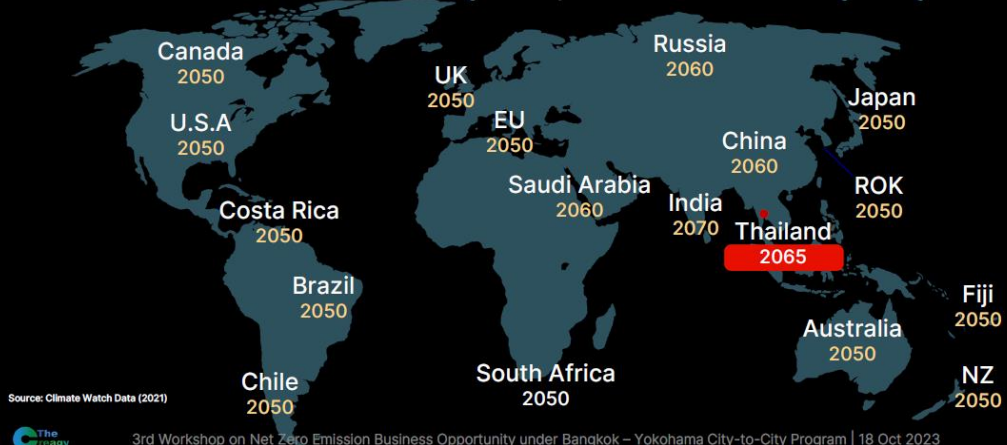 Canada
2050
Russia
2060
UK
2050
Japan
2050
U.S.A
2050
EU
2050
China
2060
Saudi Arabia
2060
India
2070
ROK
2050
Costa Rica
2050
Thailand
2065
Brazil
2050
Fiji
2050
Australia
2050
South Africa
2050
NZ
2050
Chile
2050
Source: Climate Watch Data (2021)
The
Creagy
3rd Workshop on Net Zero Emission Business Opportunity under Bangkok – Yokohama City-to-City Program | 18 Oct 2023